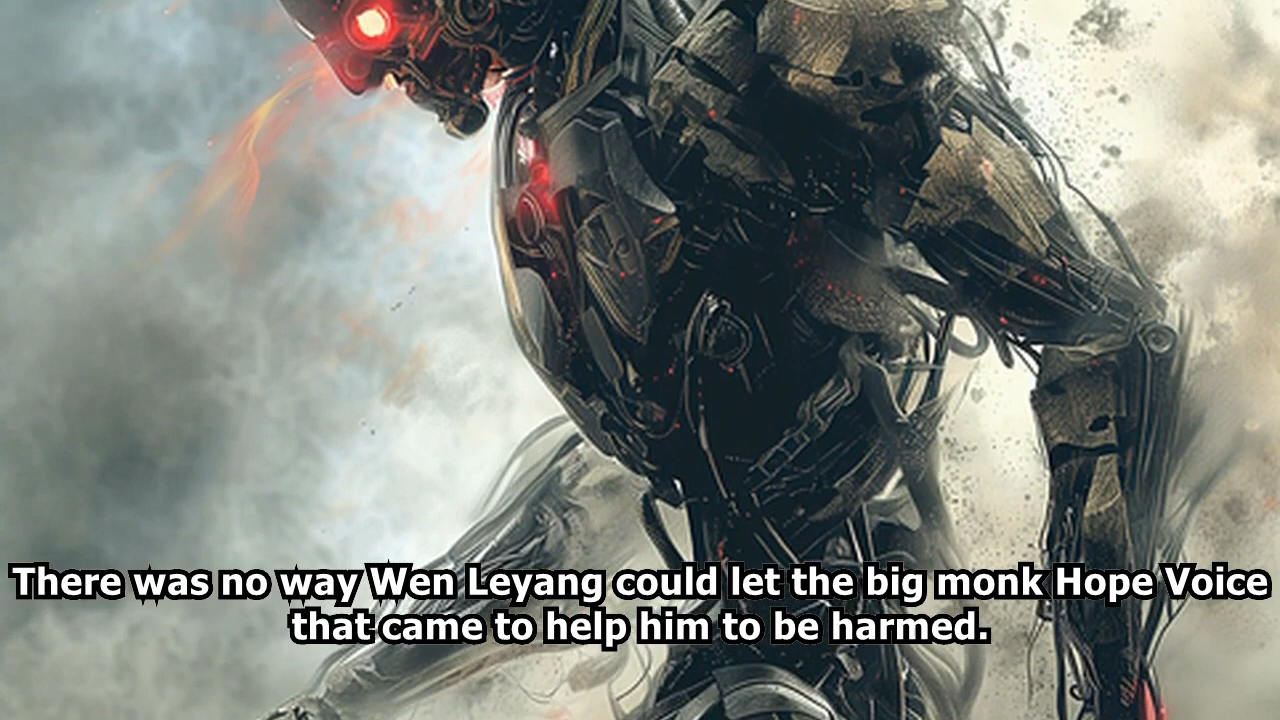 There was no way Wen Leyang could let the big monk Hope Voice
that came to help him to be harmed.